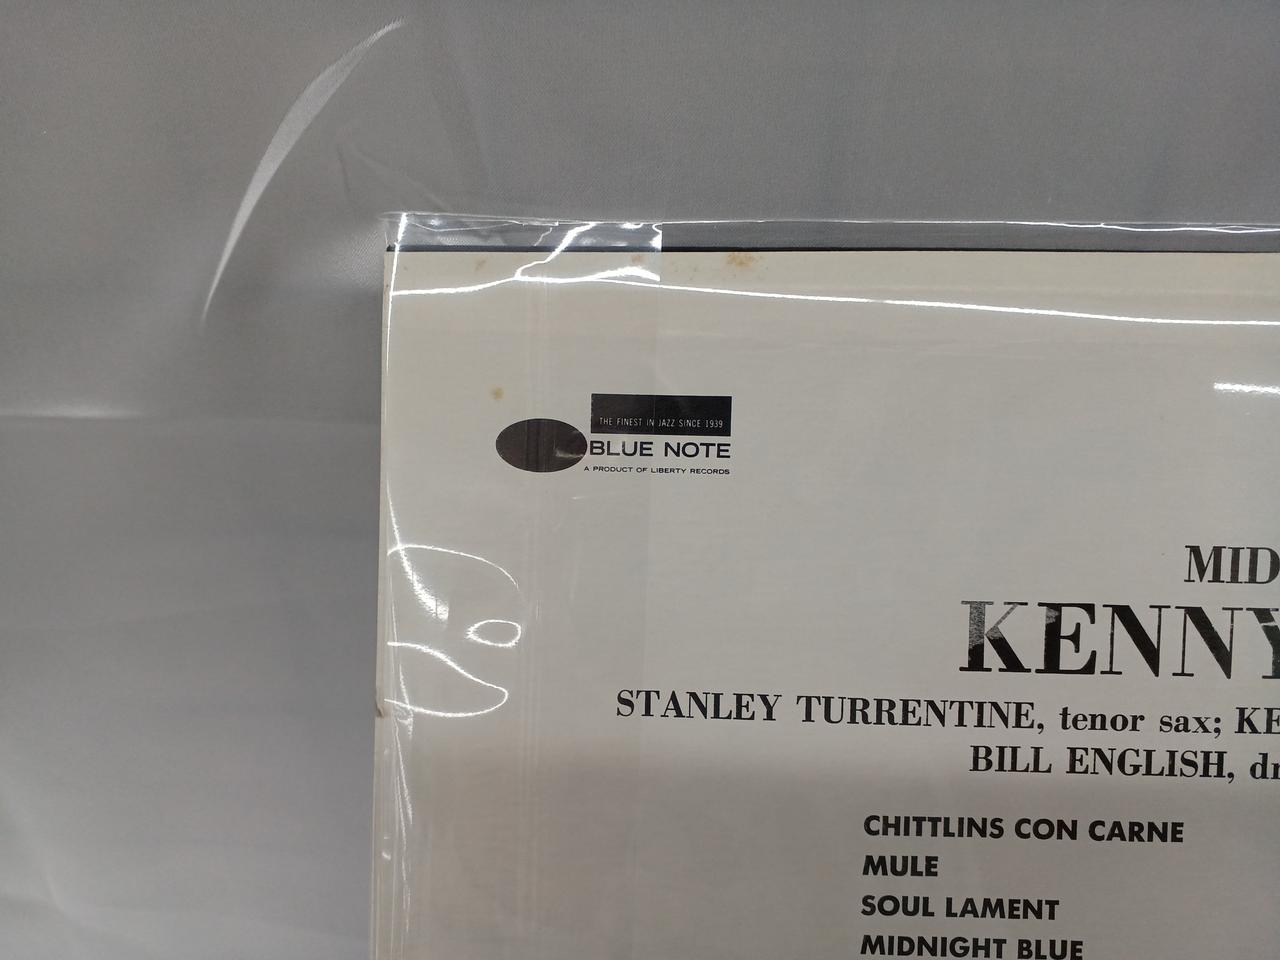 THE FINEST IN JAZZ SINCE 1939
BLUE NOTE
A PRODUCT OF LIBERTY RECORDS
MID
KENNY
STANLEY TURRENTINE, tenor sax; KE
BILL ENGLISH, dr
CHITTLINS CON CARNE
MULE
SOUL LAMENT
MIDNIGHT BLUE